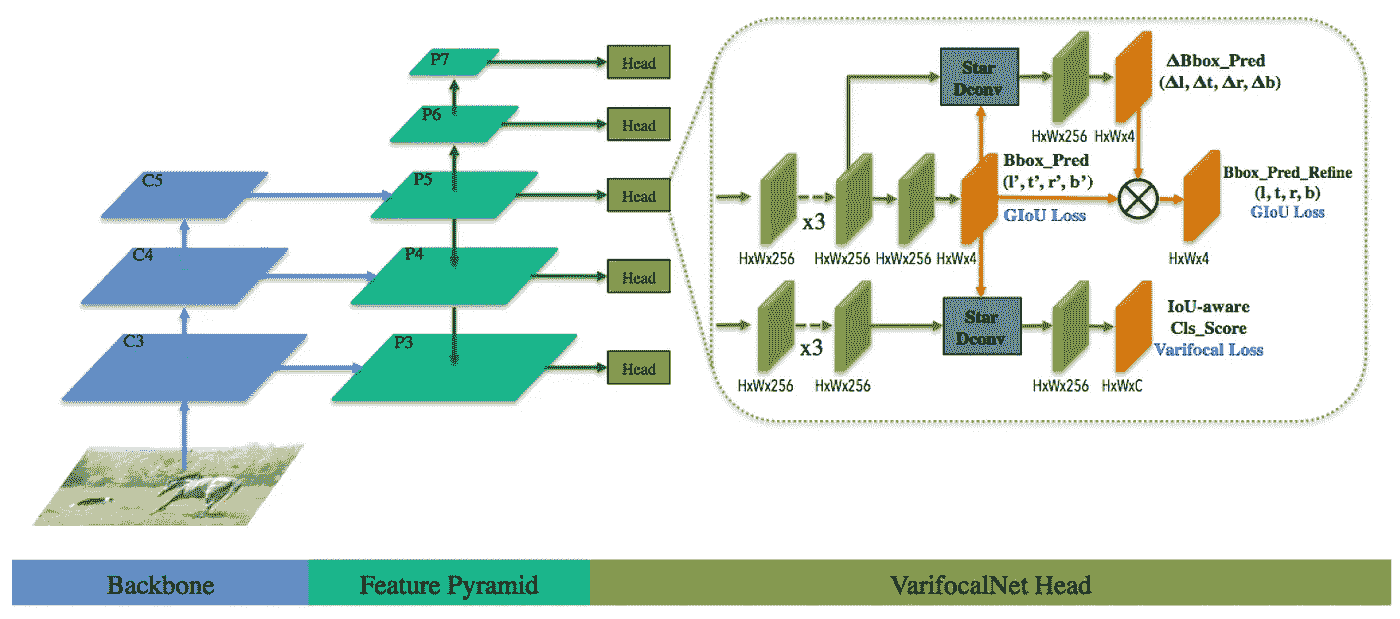 P7
Head
P6
Head
C5
P5
Head
C4
P4
Head
C3
P3
Head
Star
Dconv
HxWx256
HxWx4
ΔBbox_Pred
(Δl, Δt, Δr, Δb)
x3
HxWx256
HxWx256
HxWx256
HxWx4
Bbox_Pred
(l’, t’, r’, b’)
GIoU Loss
Bbox_Pred_Refine
(l, t, r, b)
GIoU Loss
HxWx4
x3
HxWx256
HxWx256
Star
Dconv
HxWx256
HxWxC
IoU-aware
Cls_Score
Varifocal Loss
Backbone
Feature Pyramid
VarifocalNet Head